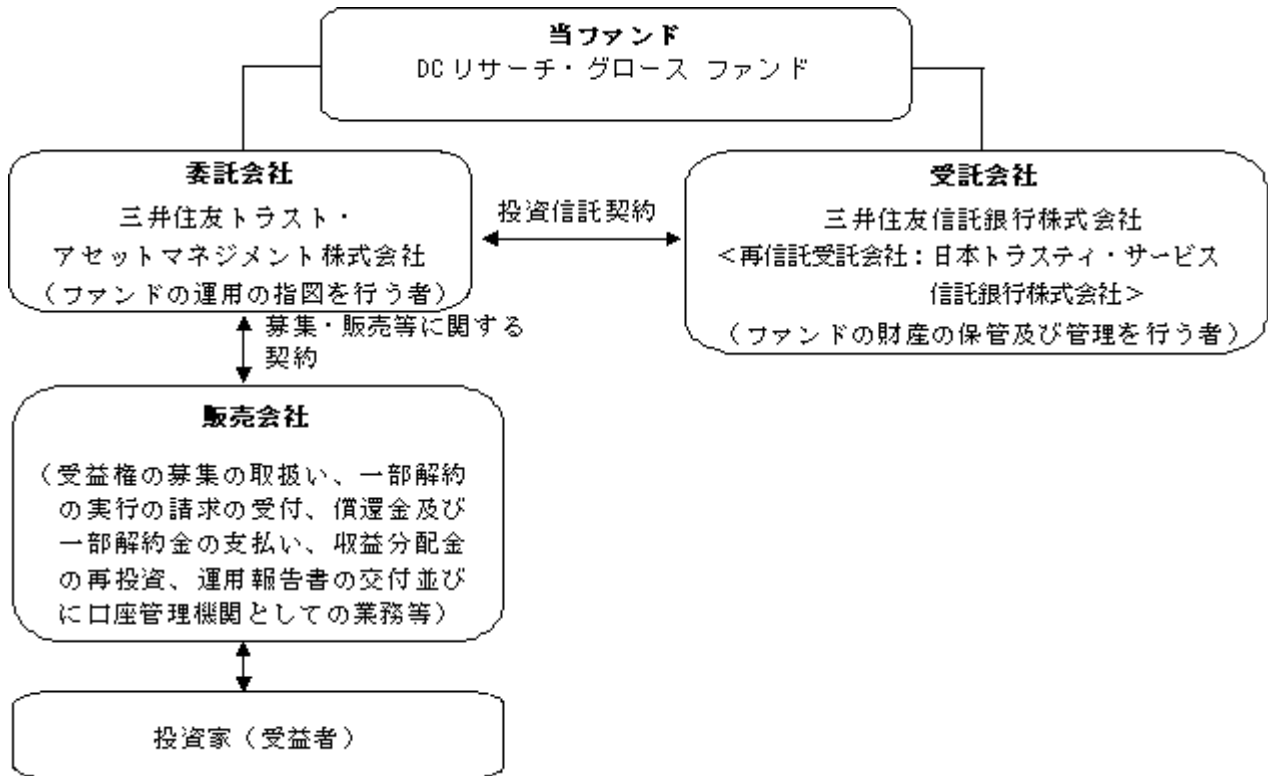 当ファンド
DCリサーチ・グロース ファンド
委託会社
三井住友トラスト・
アセットマネジメント株式会社
（ファンドの運用の指図を行う者）
投資信託契約
受託会社
三井住友信託銀行株式会社
＜再信託受託会社：日本トラスティ・サービス
信託銀行株式会社＞
（ファンドの財産の保管及び管理を行う者）
募集・販売等に関する
契約
販売会社
（受益権の募集の取扱い、一部解約
の実行の請求の受付、償還金及び
一部解約金の支払い、収益分配金
の再投資、運用報告書の交付並び
に口座管理機関としての業務等）
投資家（受益者）